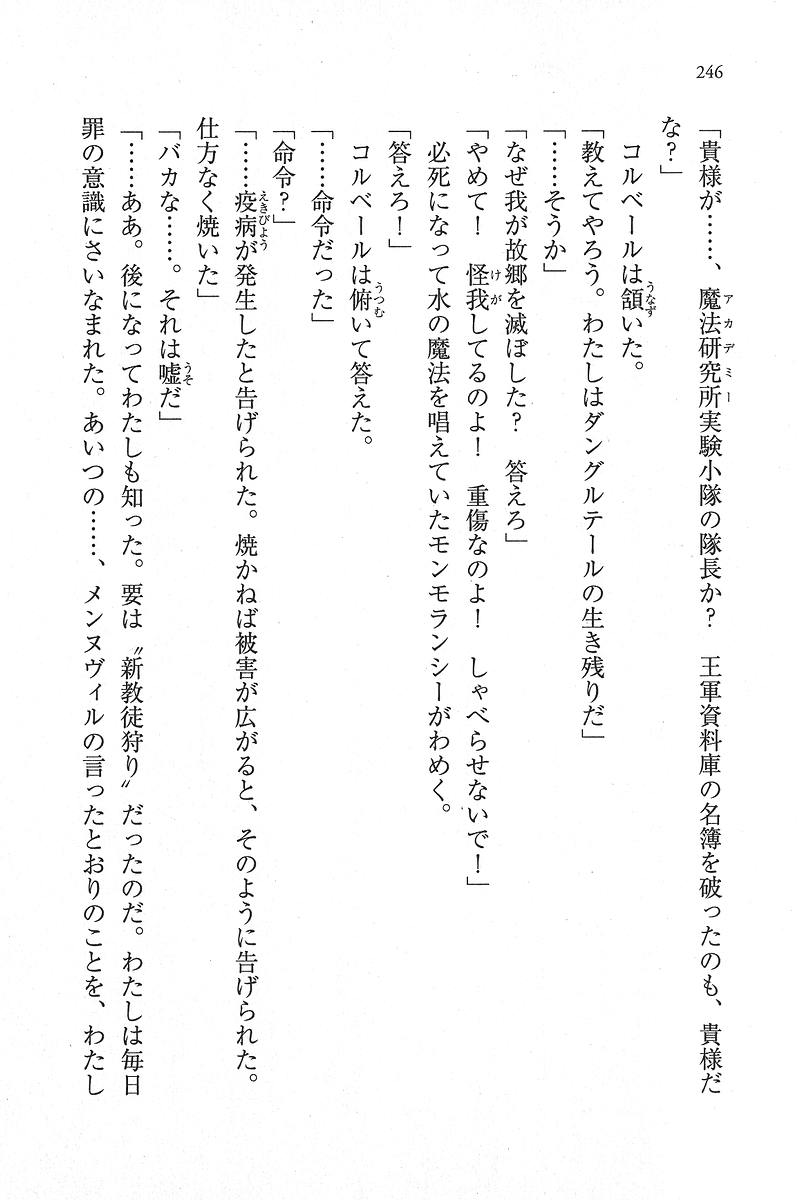 246
「貴様が……、魔法研究所実験小隊の隊長か？　王軍資料庫の名簿を破ったのも、貴様だ
な？」
　コルベールは頷いた。
「教えてやろう。わたしはダングルテールの生き残りだ」
「……そうか」
「なぜ我が故郷を滅ぼした？　答えろ」
「やめて！　怪我してるのよ！　重傷なのよ！　しゃべらせないで！」
　必死になって水の魔法を唱えていたモンモランシーがわめく。
「答えろ！」
　コルベールは俯いて答えた。
「……命令だった」
「命令？」
「……疫病が発生したと告げられた。焼かねば被害が広がると、そのように告げられた。
仕方なく焼いた」
「バカな……。それは嘘だ」
「……ああ。後になってわたしも知った。要は〝新教徒狩り〟だったのだ。わたしは毎日
罪の意識にさいなまれた。あいつの……、メンヌヴィルの言ったとおりのことを、わたし